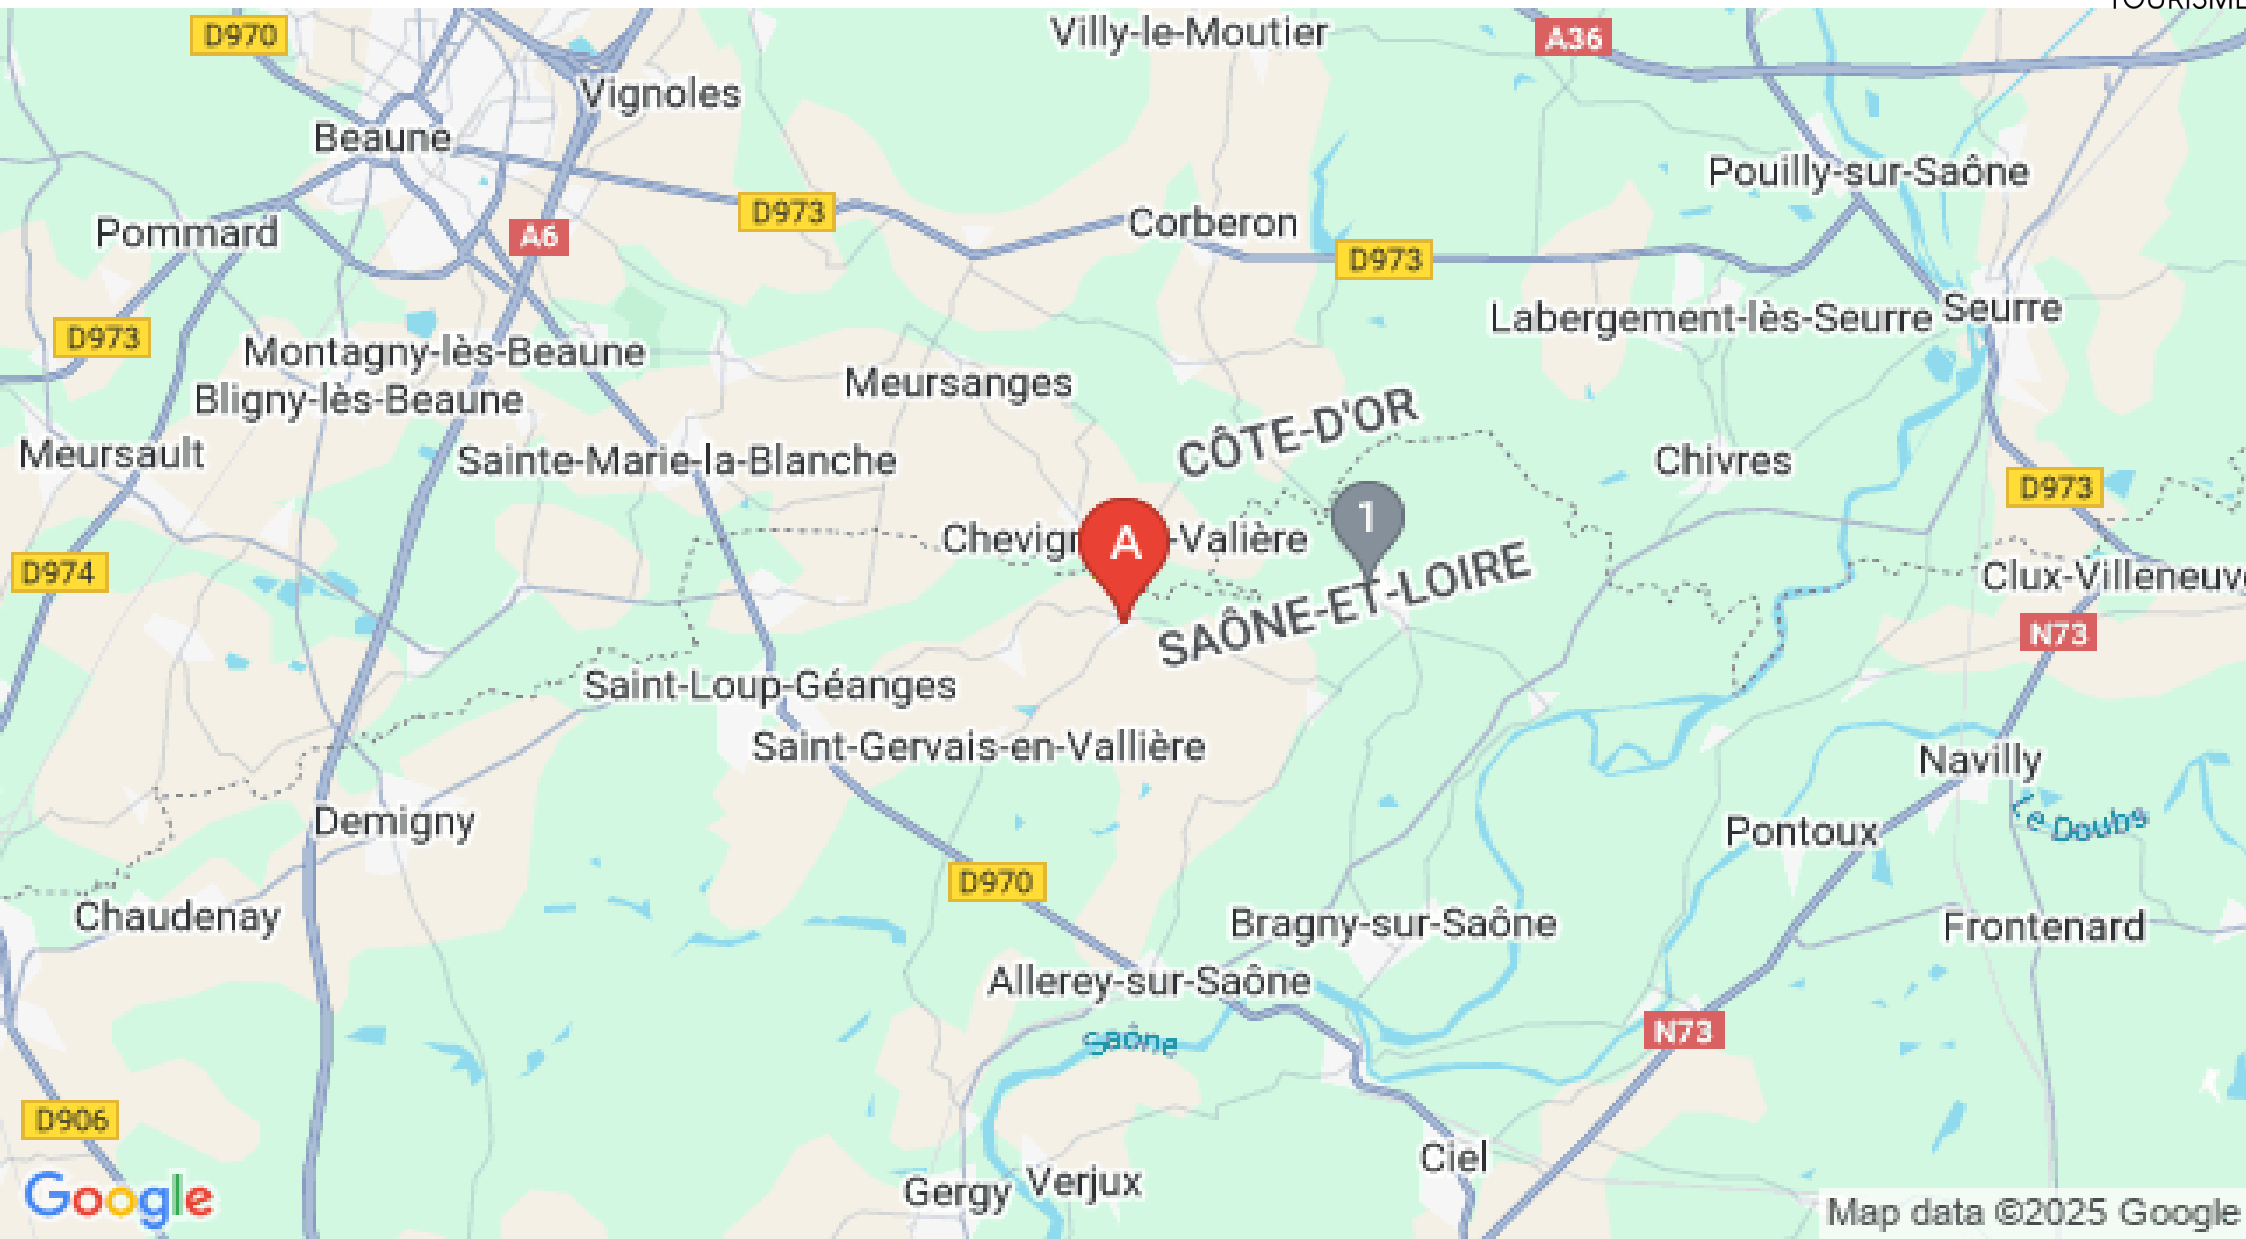 TOURISME
D970
Villy-le-Moutier
A36
Vignoles
Beaune
Pouilly-sur-Saône
D973
Corberon
Pommard
A6
D973
Labergement-lès-Seurre
Seurre
D973
Montagny-lès-Beaune
Meursanges
Bligny-lès-Beaune
CÔTE-D'OR
Meursault
Sainte-Marie-la-Blanche
Chivres
D973
1
A
-Valière
D974
SAÔNE-ET-LOIRE
N73
Saint-Loup-Géanges
Saint-Gervais-en-Vallière
Navilly
Demigny
Le Doubs
Pontoux
D970
Chaudenay
Bragny-sur-Saône
Frontenard
Allerey-sur-Saône
N73
Saône
D906
Ciel
Gergy
Verjux
Google
Map data ©2025 Google